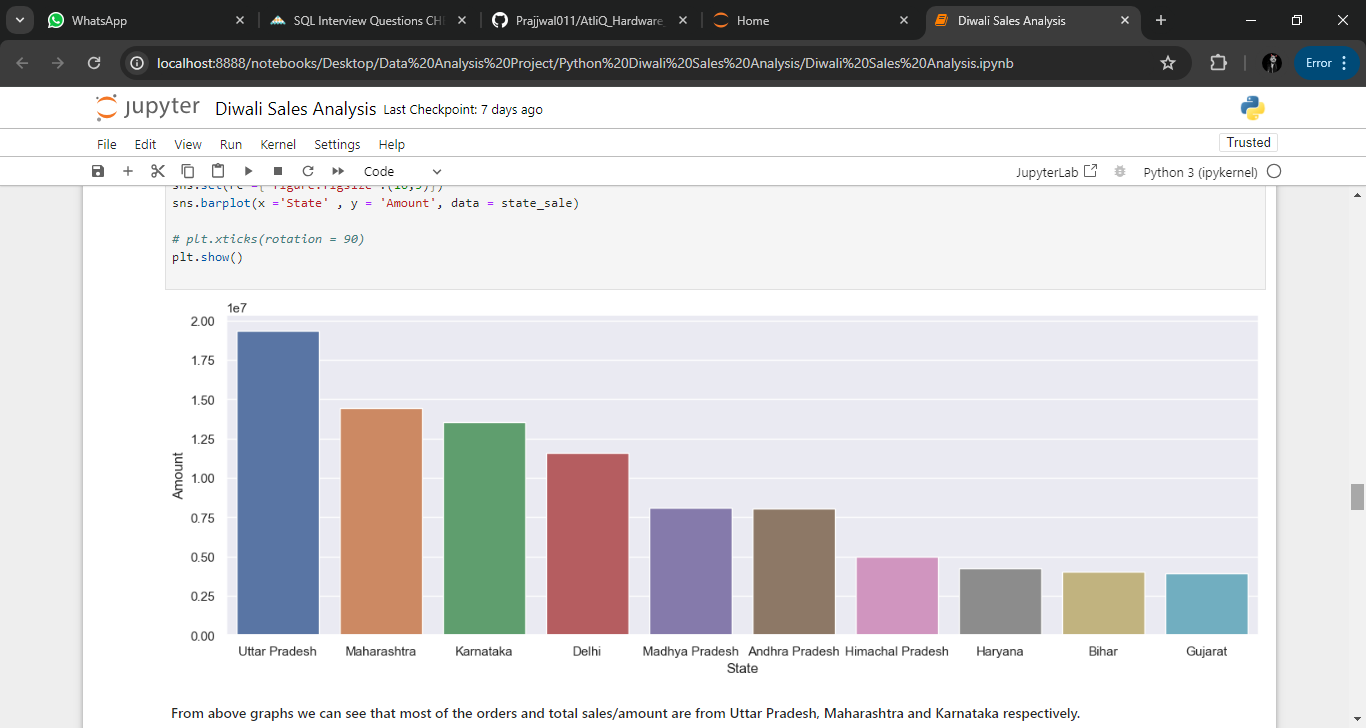 WhatsApp
SQL Interview Questions CH
Prajjwal011/AtliQ_Hardware_
Home
Diwali Sales Analysis
localhost:8888/notebooks/Desktop/Data%20Analysis%20Project/Python%20Diwali%20Sales%20Analysis/Diwali%20Sales%20Analysis.ipynb
Error
jupyter Diwali Sales Analysis Last Checkpoint: 7 days ago
File Edit View Run Kernel Settings Help
Trusted
Code
JupyterLab
Python 3 (ipykernel)
sns.barplot(x ='State' , y = 'Amount', data = state_sale)
# plt.xticks(rotation = 90)
plt.show()
1e7
2.00
1.75
1.50
1.25
1.00
0.75
0.50
0.25
0.00
Amount
Uttar Pradesh Maharashtra Karnataka Delhi Madhya Pradesh Andhra Pradesh Himachal Pradesh Haryana Bihar Gujarat
State
From above graphs we can see that most of the orders and total sales/amount are from Uttar Pradesh, Maharashtra and Karnataka respectively.